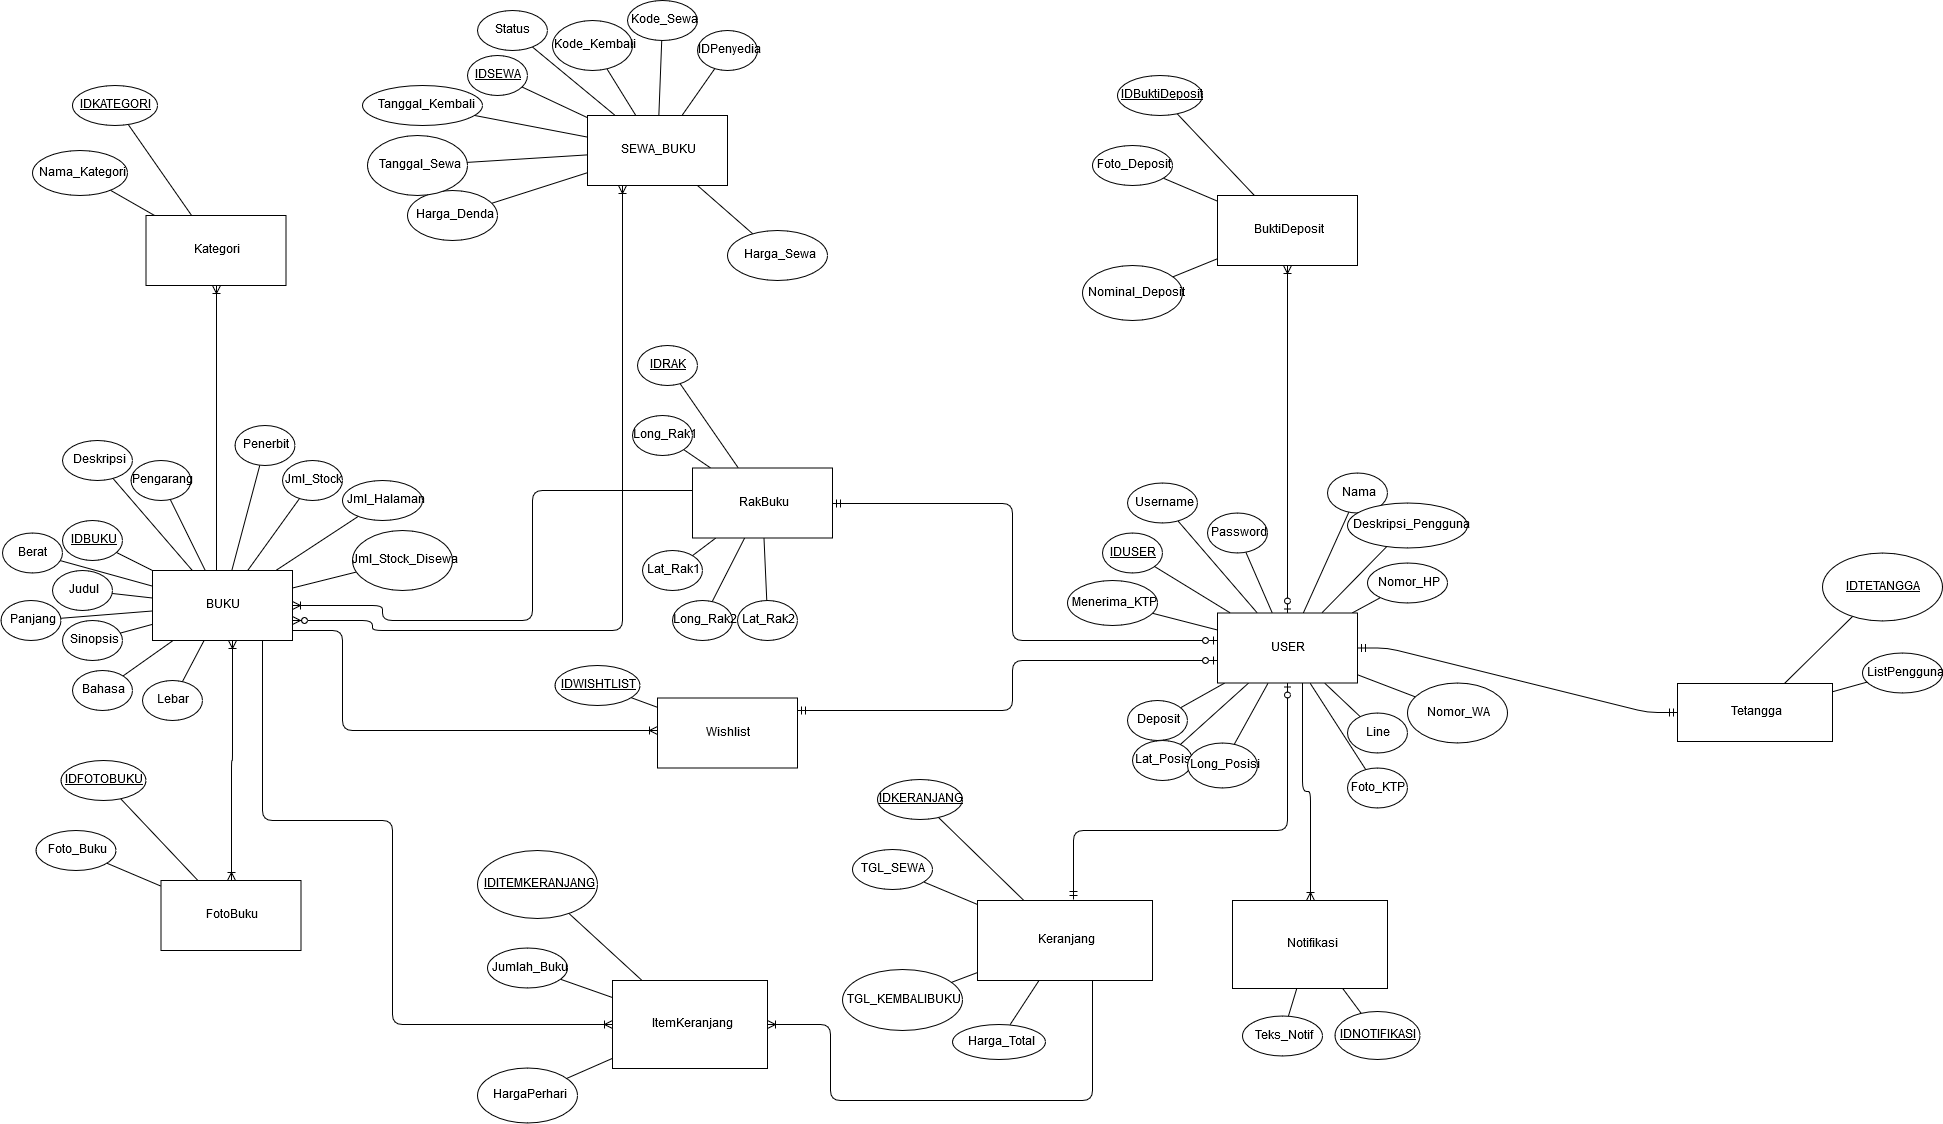 Status
Kode_Kembali
Kode_Sewa
IDPenyedia
IDSEWA
Tanggal_Kembali
Tanggal_Sewa
Harga_Denda
SEWA_BUKU
Harga_Sewa
IDKATEGORI
Nama_Kategori
Kategori
IDBuktiDeposit
Foto_Deposit
BuktiDeposit
Nominal_Deposit
IDRAK
Long_Rak1
RakBuku
Lat_Rak1
Long_Rak2
Lat_Rak2
Deskripsi
Pengarang
Penerbit
Jml_Stock
Jml_Halaman
Jml_Stock_Disewa
IDBUKU
Berat
Judul
Panjang
Sinopsis
Bahasa
Lebar
BUKU
Username
Password
Nama
Deskripsi_Pengguna
IDUSER
Nomor_HP
Menerima_KTP
USER
Deposit
Lat_Posisi
Long_Posisi
Line
Nomor_WA
Foto_KTP
IDTETANGGA
ListPengguna
Tetangga
IDWISHTLIST
Wishlist
IDFOTOBUKU
Foto_Buku
FotoBuku
IDKERANJANG
TGL_SEWA
Keranjang
TGL_KEMBALIBUKU
Harga_Total
IDITEMKERANJANG
Jumlah_Buku
ItemKeranjang
HargaPerhari
Notifikasi
Teks_Notif
IDNOTIFIKASI